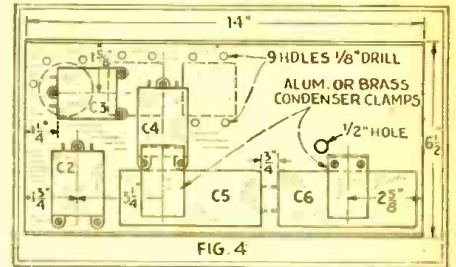 14"
9 HOLES 1/8" DRILL
1 5/8"
ALUM. OR BRASS
CONDENSER CLAMPS
C3
C4
1/2" HOLE
6 1/2"
1 1/4"
C2
3/4"
1 3/4"
5 1/4"
C5
C6
2 5/8"
FIG. 4